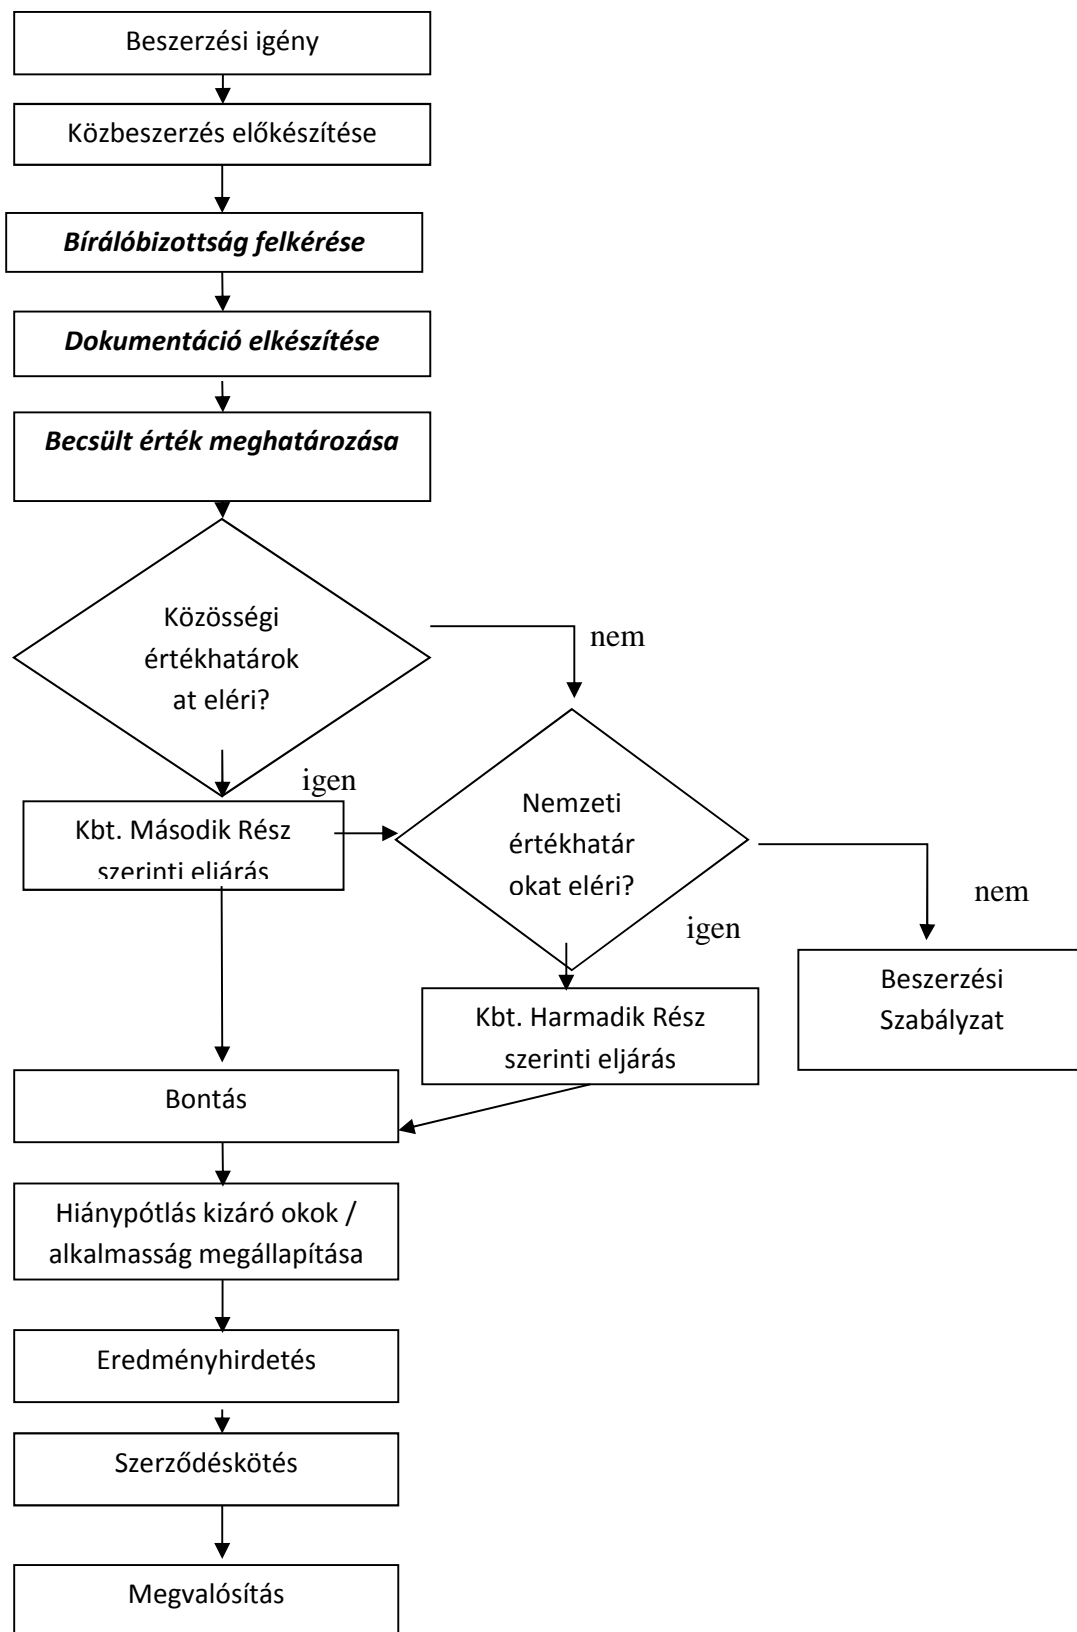 Beszerzési igény
Közbeszerzés előkészítése
Bírálóbizottság felkérése
Dokumentáció elkészítése
Becsült érték meghatározása
Közösségi
értékhatárok
at eléri?
nem
igen
Kbt. Második Rész
szerinti eljárás
Nemzeti
értékhatár
okat eléri?
nem
igen
Beszerzési
Szabályzat
Kbt. Harmadik Rész
szerinti eljárás
Bontás
Hiánypótlás kizáró okok /
alkalmasság megállapítása
Eredményhirdetés
Szerződéskötés
Megvalósítás